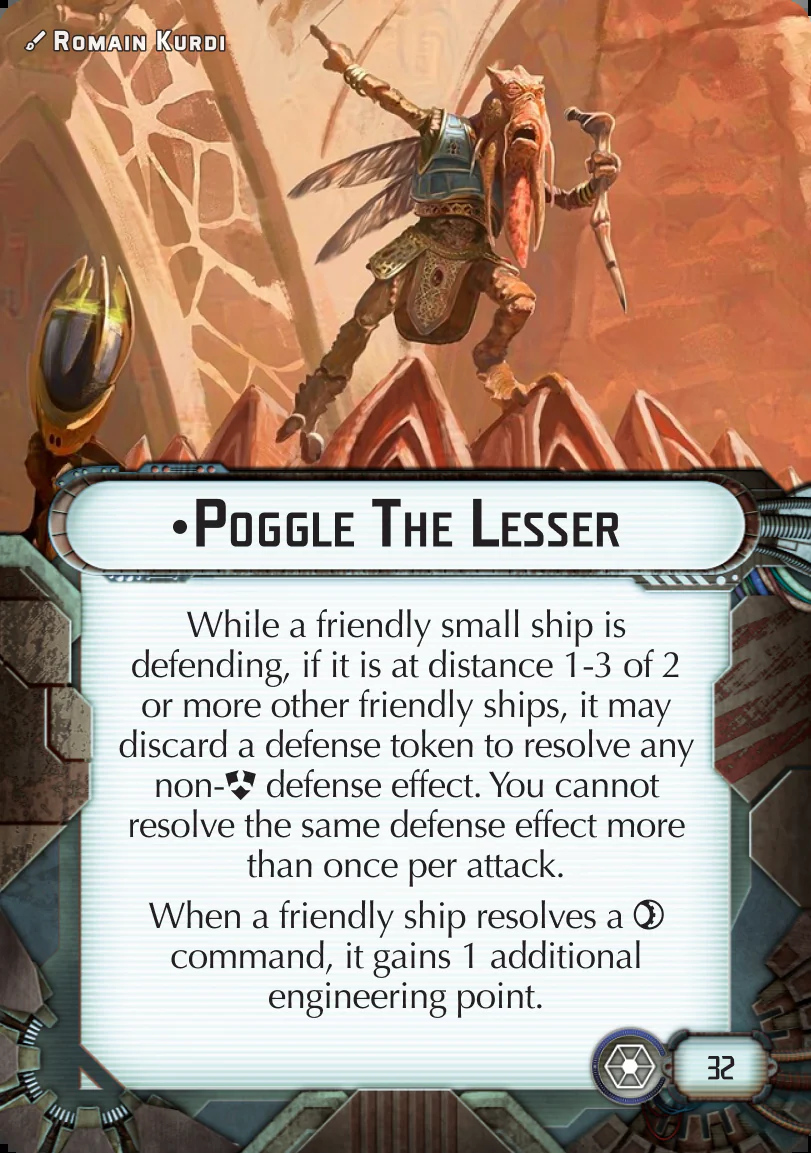 Romain Kurdi
•Poggle The Lesser
While a friendly small ship is
defending, if it is at distance 1-3 of 2
or more other friendly ships, it may
discard a defense token to resolve any
non- defense effect. You cannot
resolve the same defense effect more
than once per attack.
When a friendly ship resolves a
command, it gains 1 additional
engineering point.
32